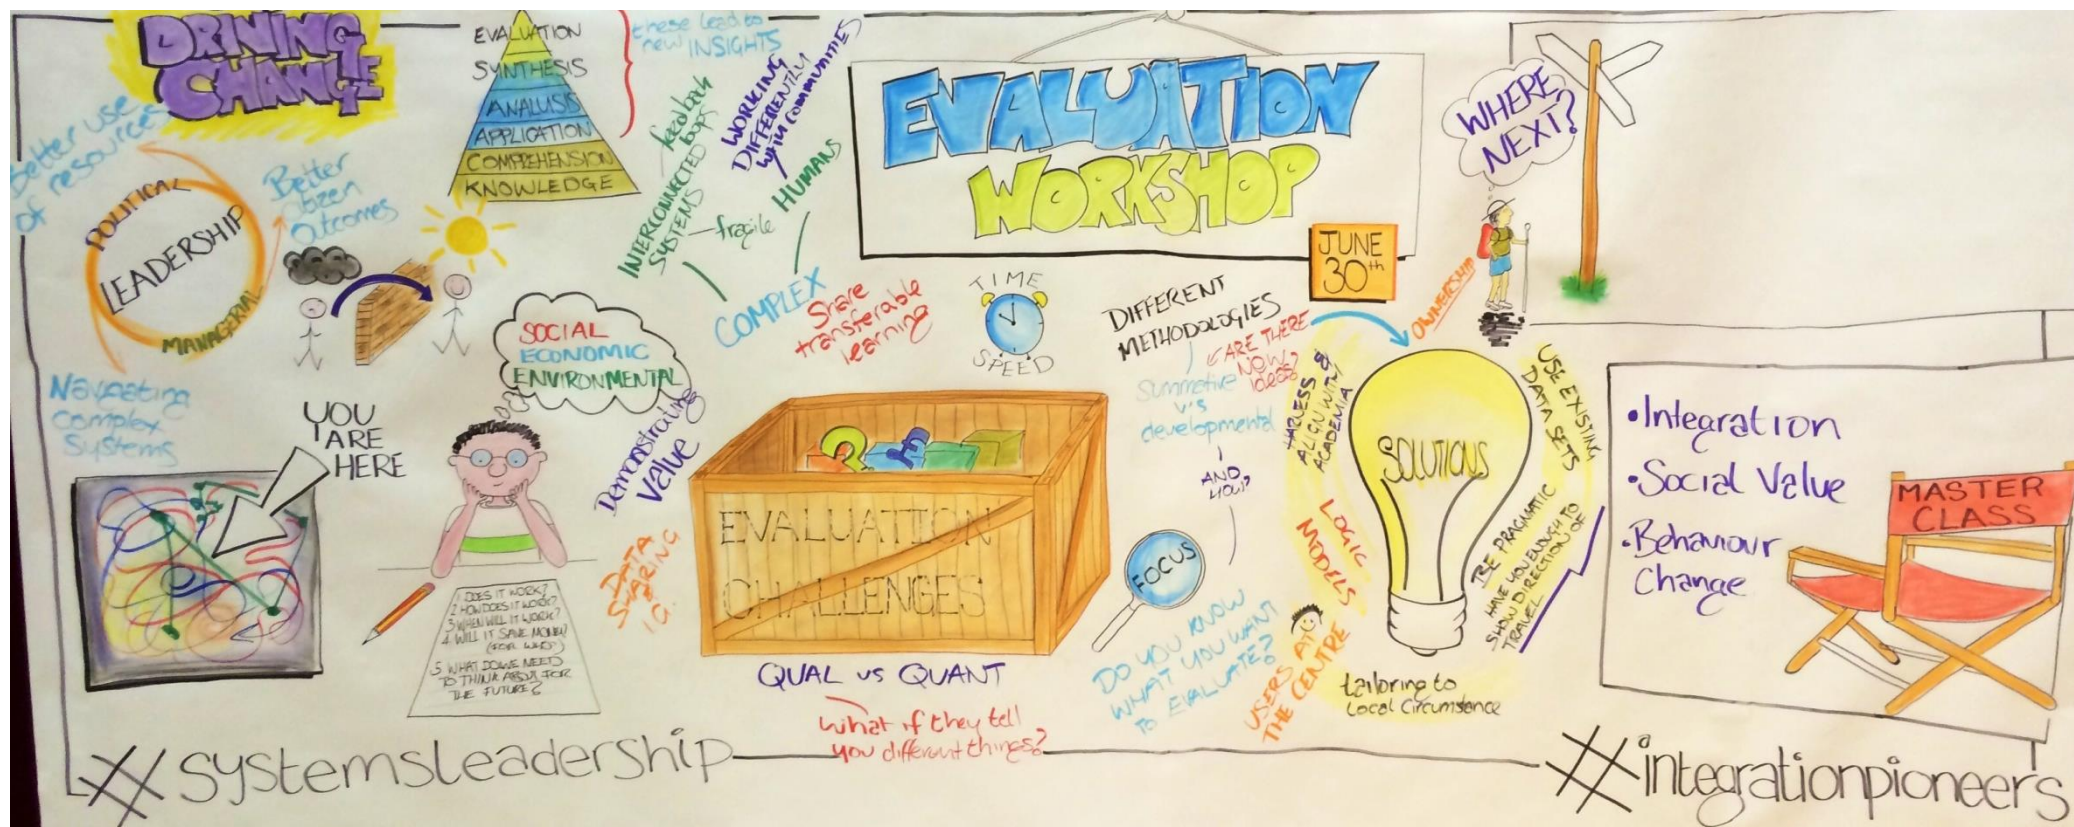 DRIVING
CHANGE
Better use
of resources
POLITICAL
LEADERSHIP
MANAGERIAL
Better
Citizen
Outcomes
Navigating
Complex
Systems
YOU
ARE
HERE
EVALUATION
SYNTHESIS
ANALYSIS
APPLICATION
COMPREHENSION
KNOWLEDGE
these lead to
new INSIGHTS
feedback
loops
INTERCONNECTED
SYSTEMS
fragile
WORKING
DIFFERENTLY
within communities
HUMANS
COMPLEX
Share
transferable
learning
SOCIAL
ECONOMIC
ENVIRONMENTAL
Demonstrating
Value
DATA
SHARING
&
IG.
1 DOES IT WORK?
2 HOW DOES IT WORK?
3 WHEN WILL IT WORK?
4 WILL IT SAVE MONEY?
(FOR WHO?)
5 WHAT DO WE NEED
TO THINK ABOUT FOR
THE FUTURE?
EVALUATION
WORKSHOP
JUNE
30th
TIME
SPEED
? £
EVALUATION
CHALLENGES
QUAL vs QUANT
What if they tell
you different things?
DIFFERENT
METHODOLOGIES
ARE THERE
NOW
ideas?
Summative
v's
developmental
AND
HOW?
FOCUS
DO YOU KNOW
WHAT YOU WANT
TO EVALUATE?
OWNERSHIP
HARNESS &
ALIGN WITH
ACADEMIA
LOGIC
MODELS
USERS AT
THE CENTRE
SOLUTIONS
USE EXISTING
DATA SETS
BE PRAGMATIC
HAVE YOU ENOUGH TO
SHOW DIRECTION OF
TRAVEL
tailoring to
Local Circumstance
WHERE
NEXT?
•Integration
•Social Value
•Behaviour
Change
MASTER
CLASS
#systemsleadership
#integrationpioneers